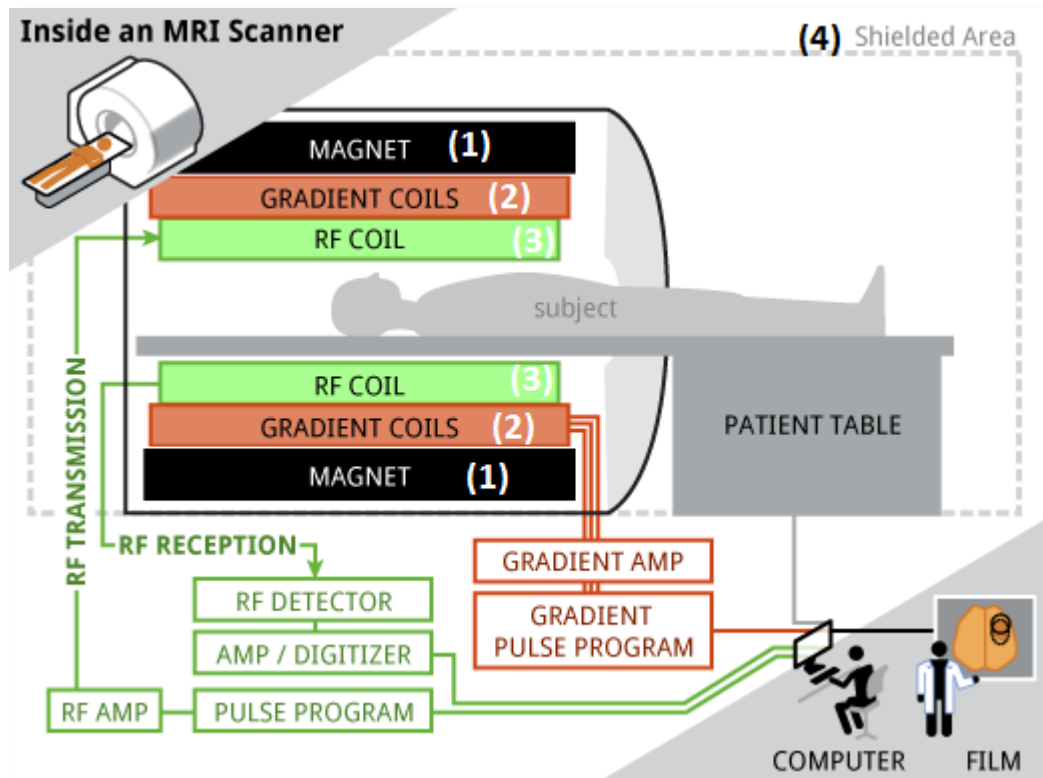 Inside an MRI Scanner
(4) Shielded Area
MAGNET (1)
GRADIENT COILS (2)
RF COIL (3)
subject
RF COIL (3)
GRADIENT COILS (2)
MAGNET (1)
PATIENT TABLE
RF TRANSMISSION
RF RECEPTION
RF DETECTOR
AMP / DIGITIZER
RF AMP
PULSE PROGRAM
GRADIENT AMP
GRADIENT
PULSE PROGRAM
COMPUTER
FILM